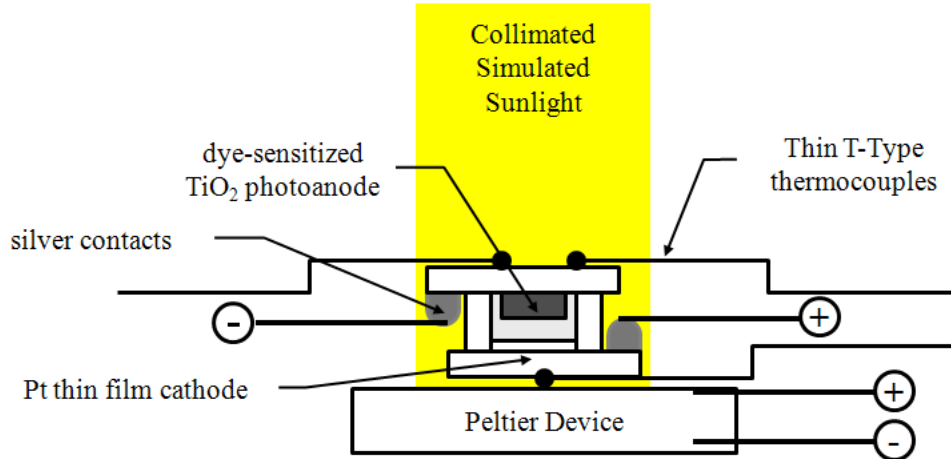 Collimated
Simulated
Sunlight
dye-sensitized
TiO₂ photoanode
Thin T-Type
thermocouples
silver contacts
-
+
Pt thin film cathode
Peltier Device
+
-